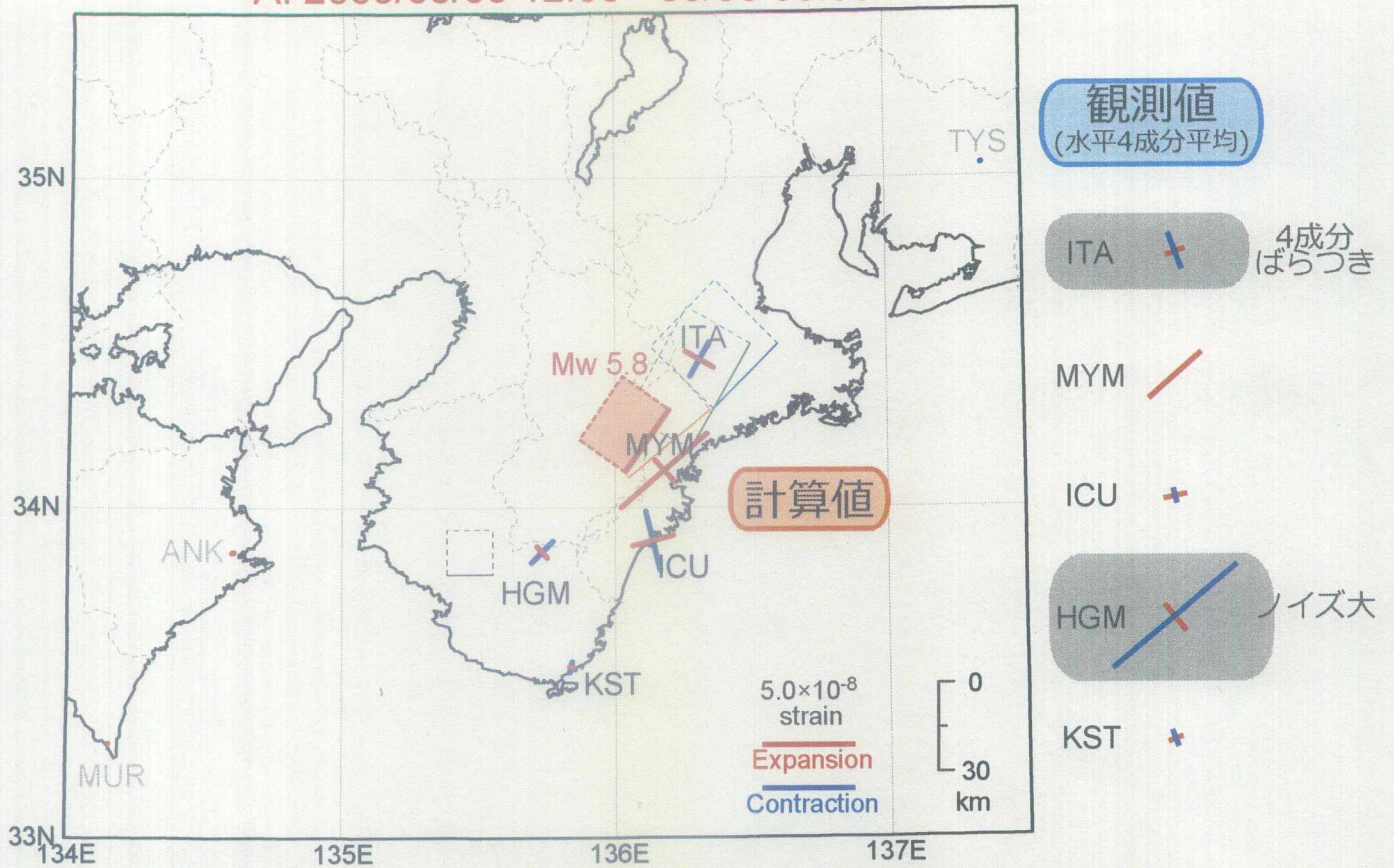 観測値
(水平4成分平均)
TYS
35N
ITA
4成分
ばらつき
ITA
Mw 5.8
MYM
MYM
計算値
ICU
34N
ANK
ICU
HGM
HGM
ノイズ大
KST
5.0×10-8
strain
0
KST
Expansion
30
MUR
Contraction
km
33N
134E
135E
136E
137E